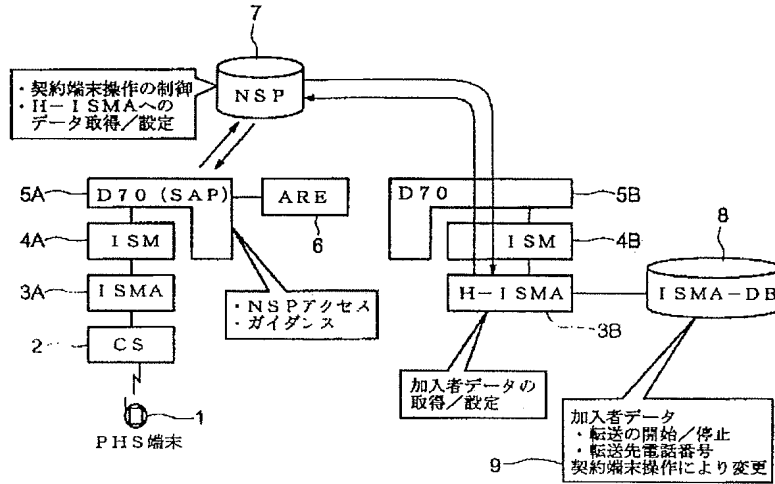 7
NSP
・契約端末操作の制御
・H-ISMAへの
データ取得/設定
5A
D70(SAP)
ARE
6
D70
5B
4A
ISM
ISM
4B
8
3A
ISMA
H-ISMA
3B
ISMA-DB
・NSPアクセス
・ガイダンス
2
CS
1
PHS端末
加入者データの
取得/設定
加入者データ
・転送の開始/停止
・転送先電話番号
契約端末操作により変更
9